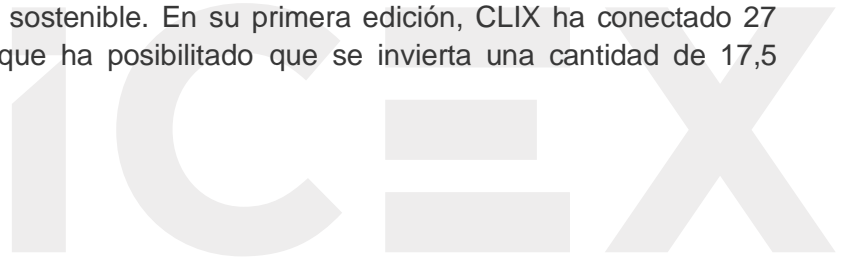 sostenible. En su primera edición, CLIX ha conectado 27
que ha posibilitado que se invierta una cantidad de 17,5
ICEX